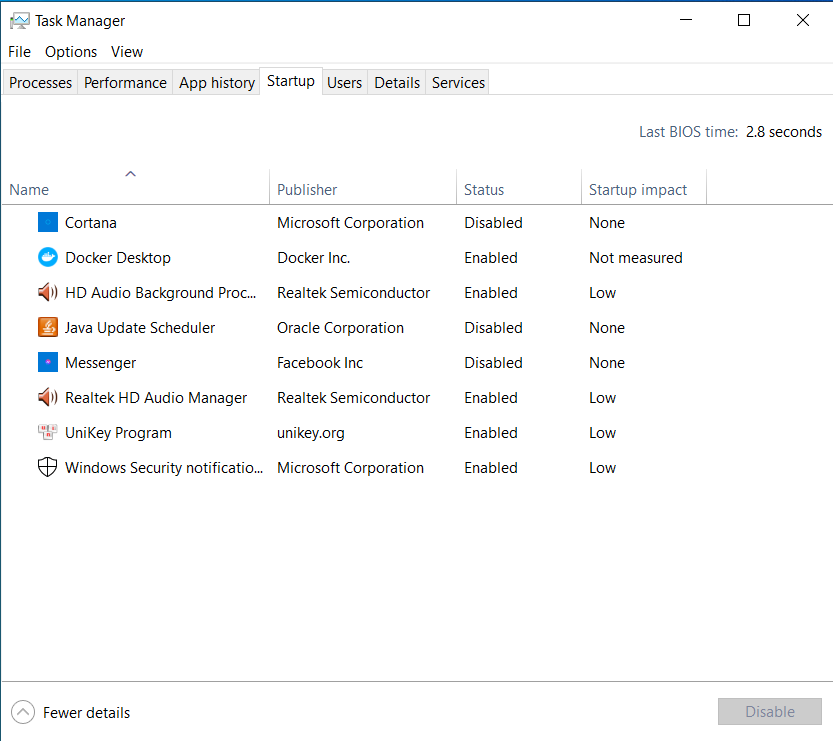 Task Manager
File Options View
Processes Performance App history Startup Users Details Services
Last BIOS time: 2.8 seconds
Name Publisher Status Startup impact
Cortana Microsoft Corporation Disabled None
Docker Desktop Docker Inc. Enabled Not measured
HD Audio Background Proc... Realtek Semiconductor Enabled Low
Java Update Scheduler Oracle Corporation Disabled None
Messenger Facebook Inc Disabled None
Realtek HD Audio Manager Realtek Semiconductor Enabled Low
UniKey Program unikey.org Enabled Low
Windows Security notificatio... Microsoft Corporation Enabled Low
Fewer details Disable